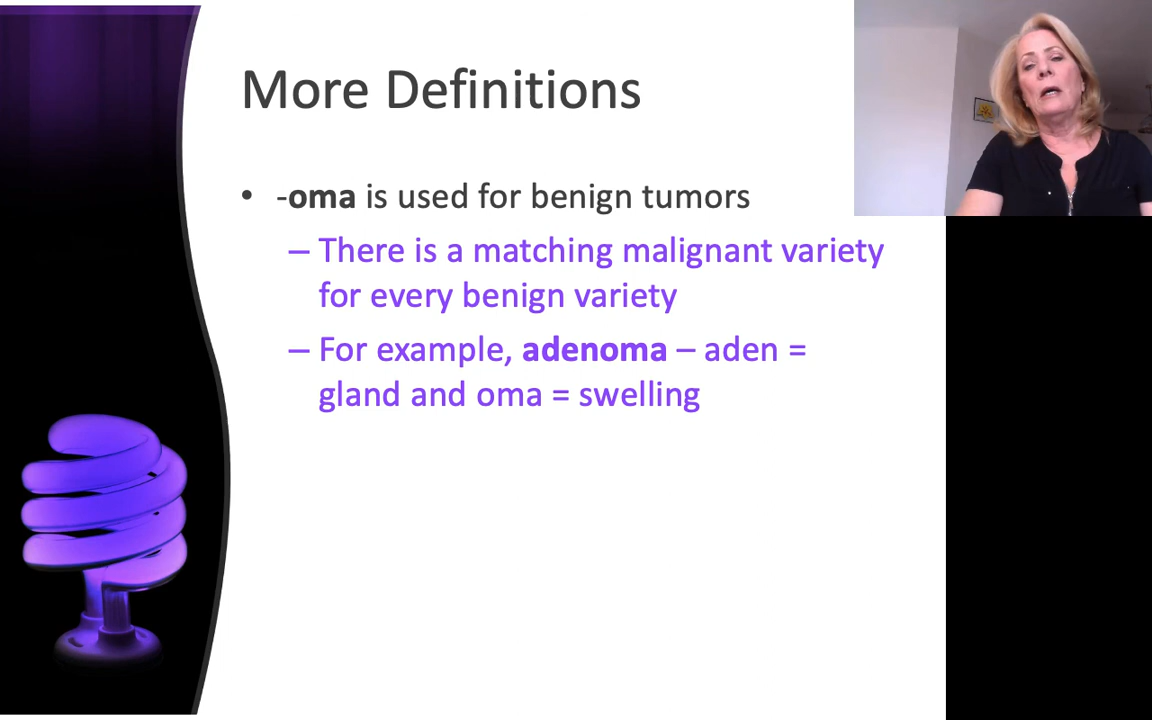 More Definitions
• -oma is used for benign tumors
– There is a matching malignant variety
for every benign variety
– For example, adenoma – aden =
gland and oma = swelling